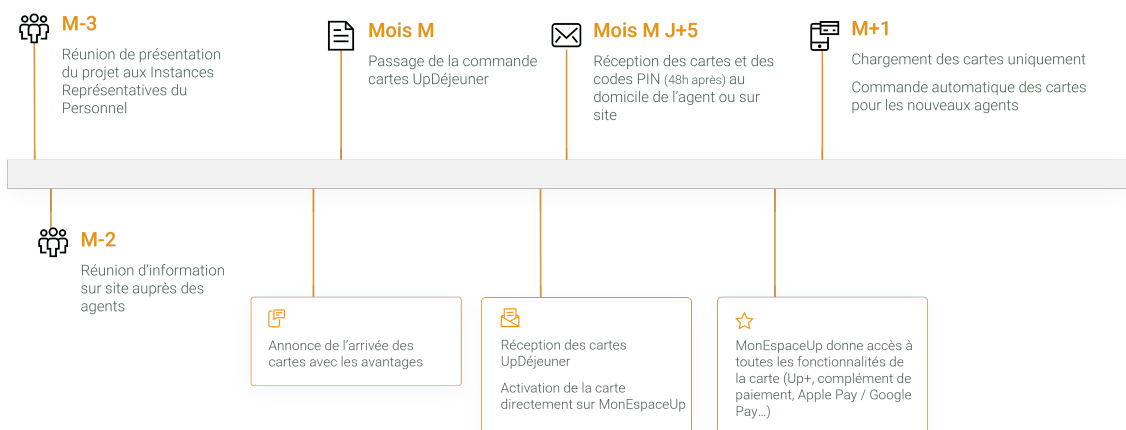 M-3
Réunion de présentation
du projet aux Instances
Représentatives du
Personnel
Mois M
Passage de la commande
cartes UpDéjeuner
Mois M J+5
Réception des cartes et des
codes PIN (48h après) au
domicile de l'agent ou sur
site
M+1
Chargement des cartes uniquement
Commande automatique des cartes
pour les nouveaux agents
M-2
Réunion d'information
sur site auprès des
agents
Annonce de l'arrivée des
cartes avec les avantages
Réception des cartes
UpDéjeuner
Activation de la carte
directement sur MonEspaceUp
MonEspaceUp donne accès à
toutes les fonctionnalités de
la carte (Up+, complément de
paiement, Apple Pay / Google
Pay…)